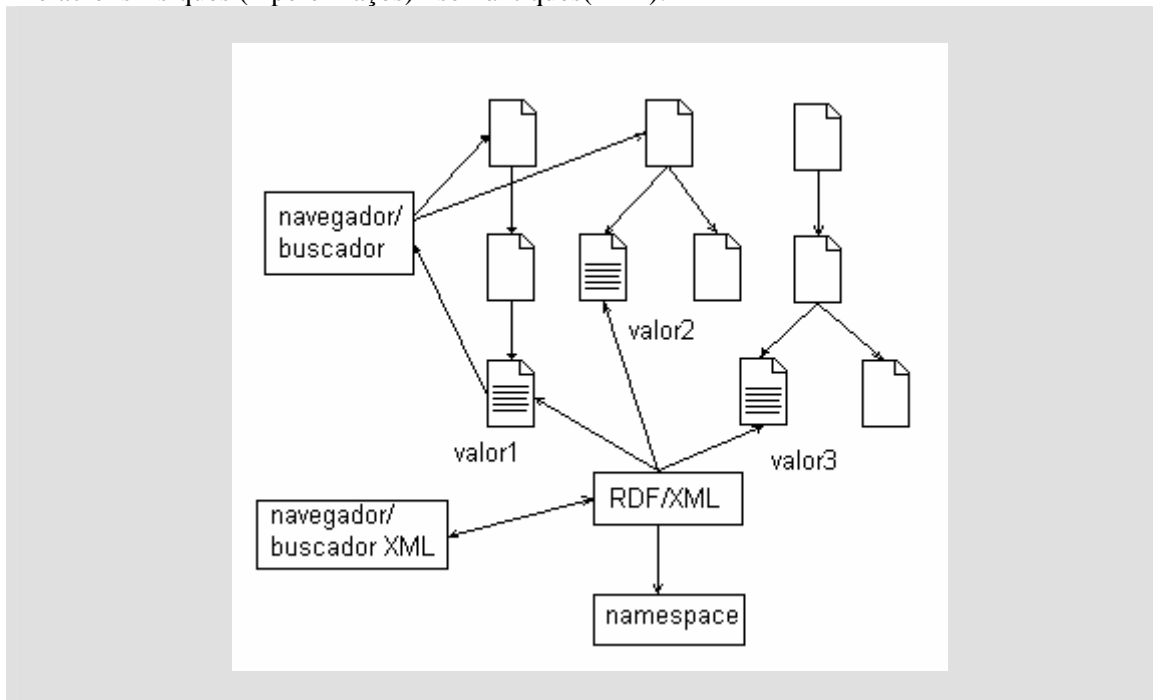 navegador/
buscador
valor2
valor1
valor3
RDF/XML
navegador/
buscador XML
namespace